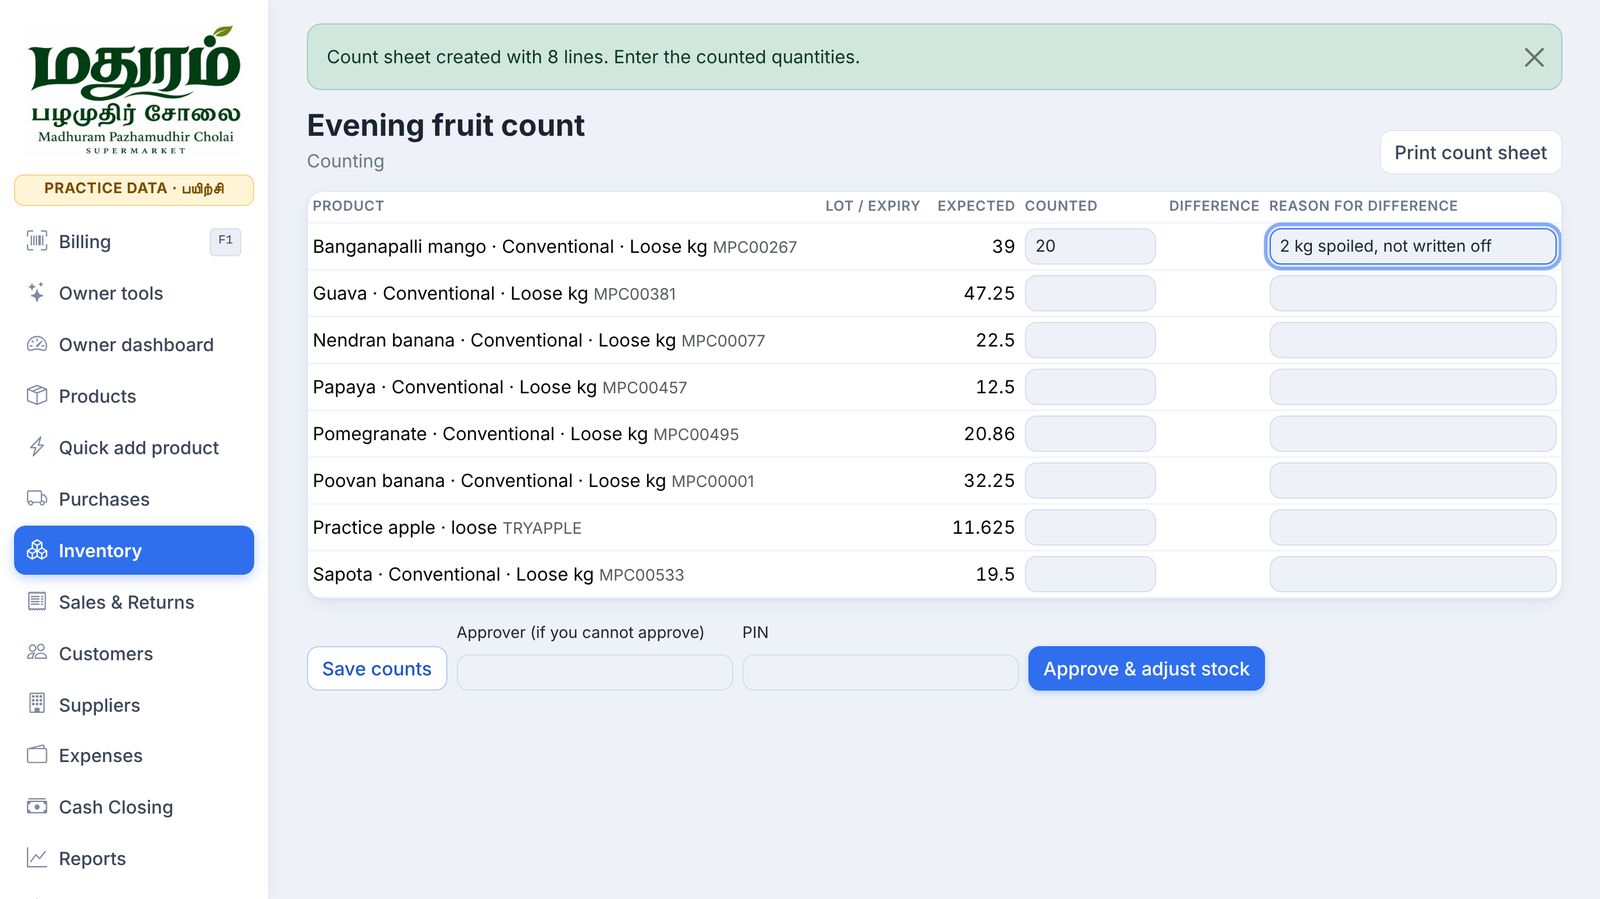 மதுரம்
பழமுதிர் சோலை
Madhuram Pazhamudhir Cholai
SUPERMARKET
PRACTICE DATA · பயிற்சி
Billing F1
Owner tools
Owner dashboard
Products
Quick add product
Purchases
Inventory
Sales & Returns
Customers
Suppliers
Expenses
Cash Closing
Reports
Count sheet created with 8 lines. Enter the counted quantities.
Evening fruit count
Counting
Print count sheet
PRODUCT LOT / EXPIRY EXPECTED COUNTED DIFFERENCE REASON FOR DIFFERENCE
Banganapalli mango · Conventional · Loose kg MPC00267 39 20 2 kg spoiled, not written off
Guava · Conventional · Loose kg MPC00381 47.25
Nendran banana · Conventional · Loose kg MPC00077 22.5
Papaya · Conventional · Loose kg MPC00457 12.5
Pomegranate · Conventional · Loose kg MPC00495 20.86
Poovan banana · Conventional · Loose kg MPC00001 32.25
Practice apple · loose TRYAPPLE 11.625
Sapota · Conventional · Loose kg MPC00533 19.5
Approver (if you cannot approve) PIN
Save counts Approve & adjust stock